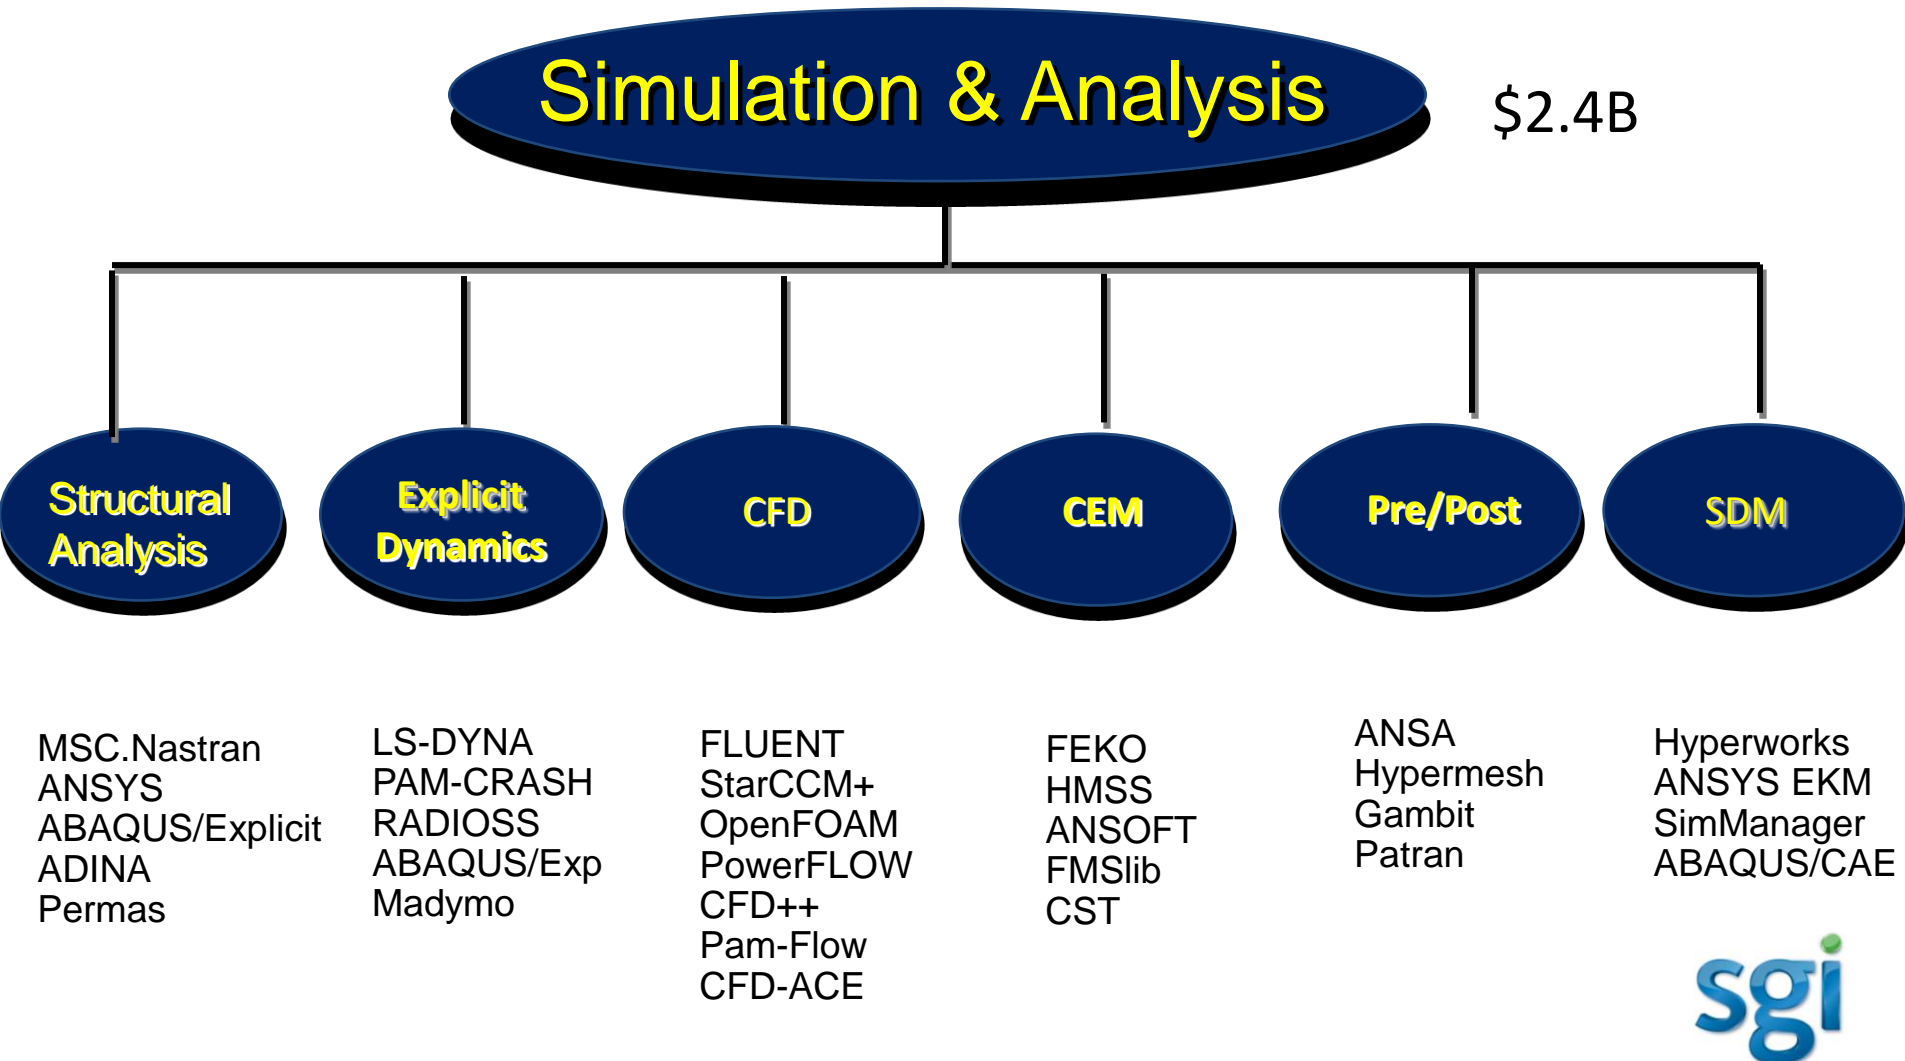 Simulation & Analysis
$2.4B
Structural
Analysis
Explicit
Dynamics
CFD
CEM
Pre/Post
SDM
MSC.Nastran
ANSYS
ABAQUS/Explicit
ADINA
Permas
LS-DYNA
PAM-CRASH
RADIOSS
ABAQUS/Exp
Madymo
FLUENT
StarCCM+
OpenFOAM
PowerFLOW
CFD++
Pam-Flow
CFD-ACE
FEKO
HMSS
ANSOFT
FMSlib
CST
ANSA
Hypermesh
Gambit
Patran
Hyperworks
ANSYS EKM
SimManager
ABAQUS/CAE
sgi